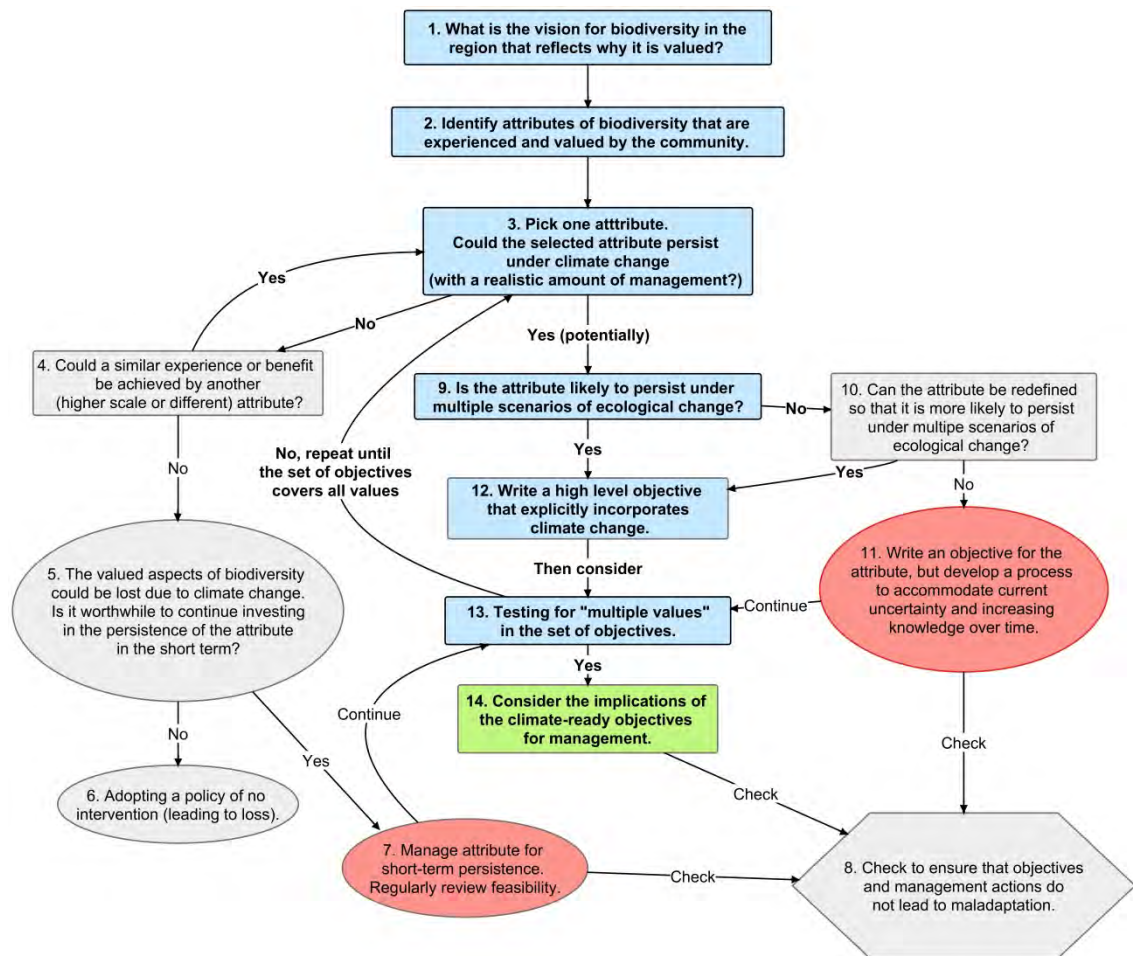 1. What is the vision for biodiversity in the
region that reflects why it is valued?
2. Identify attributes of biodiversity that are
experienced and valued by the community.
3. Pick one atttribute.
Could the selected attribute persist
under climate change
(with a realistic amount of management?)
Yes
No
Yes (potentially)
4. Could a similar experience or benefit
be achieved by another
(higher scale or different) attribute?
9. Is the attribute likely to persist under
multiple scenarios of ecological change?
No
10. Can the attribute be redefined
so that it is more likely to persist
under multipe scenarios of
ecological change?
No
No, repeat until
the set of objectives
covers all values
Yes
Yes
No
12. Write a high level objective
that explicitly incorporates
climate change.
5. The valued aspects of biodiversity
could be lost due to climate change.
Is it worthwhile to continue investing
in the persistence of the attribute
in the short term?
Then consider
11. Write an objective for the
attribute, but develop a process
to accommodate current
uncertainty and increasing
knowledge over time.
Continue
13. Testing for "multiple values"
in the set of objectives.
Yes
14. Consider the implications of
the climate-ready objectives
for management.
Continue
No
Yes
Check
Check
6. Adopting a policy of no
intervention (leading to loss).
7. Manage attribute for
short-term persistence.
Regularly review feasibility.
Check
8. Check to ensure that objectives
and management actions do
not lead to maladaptation.